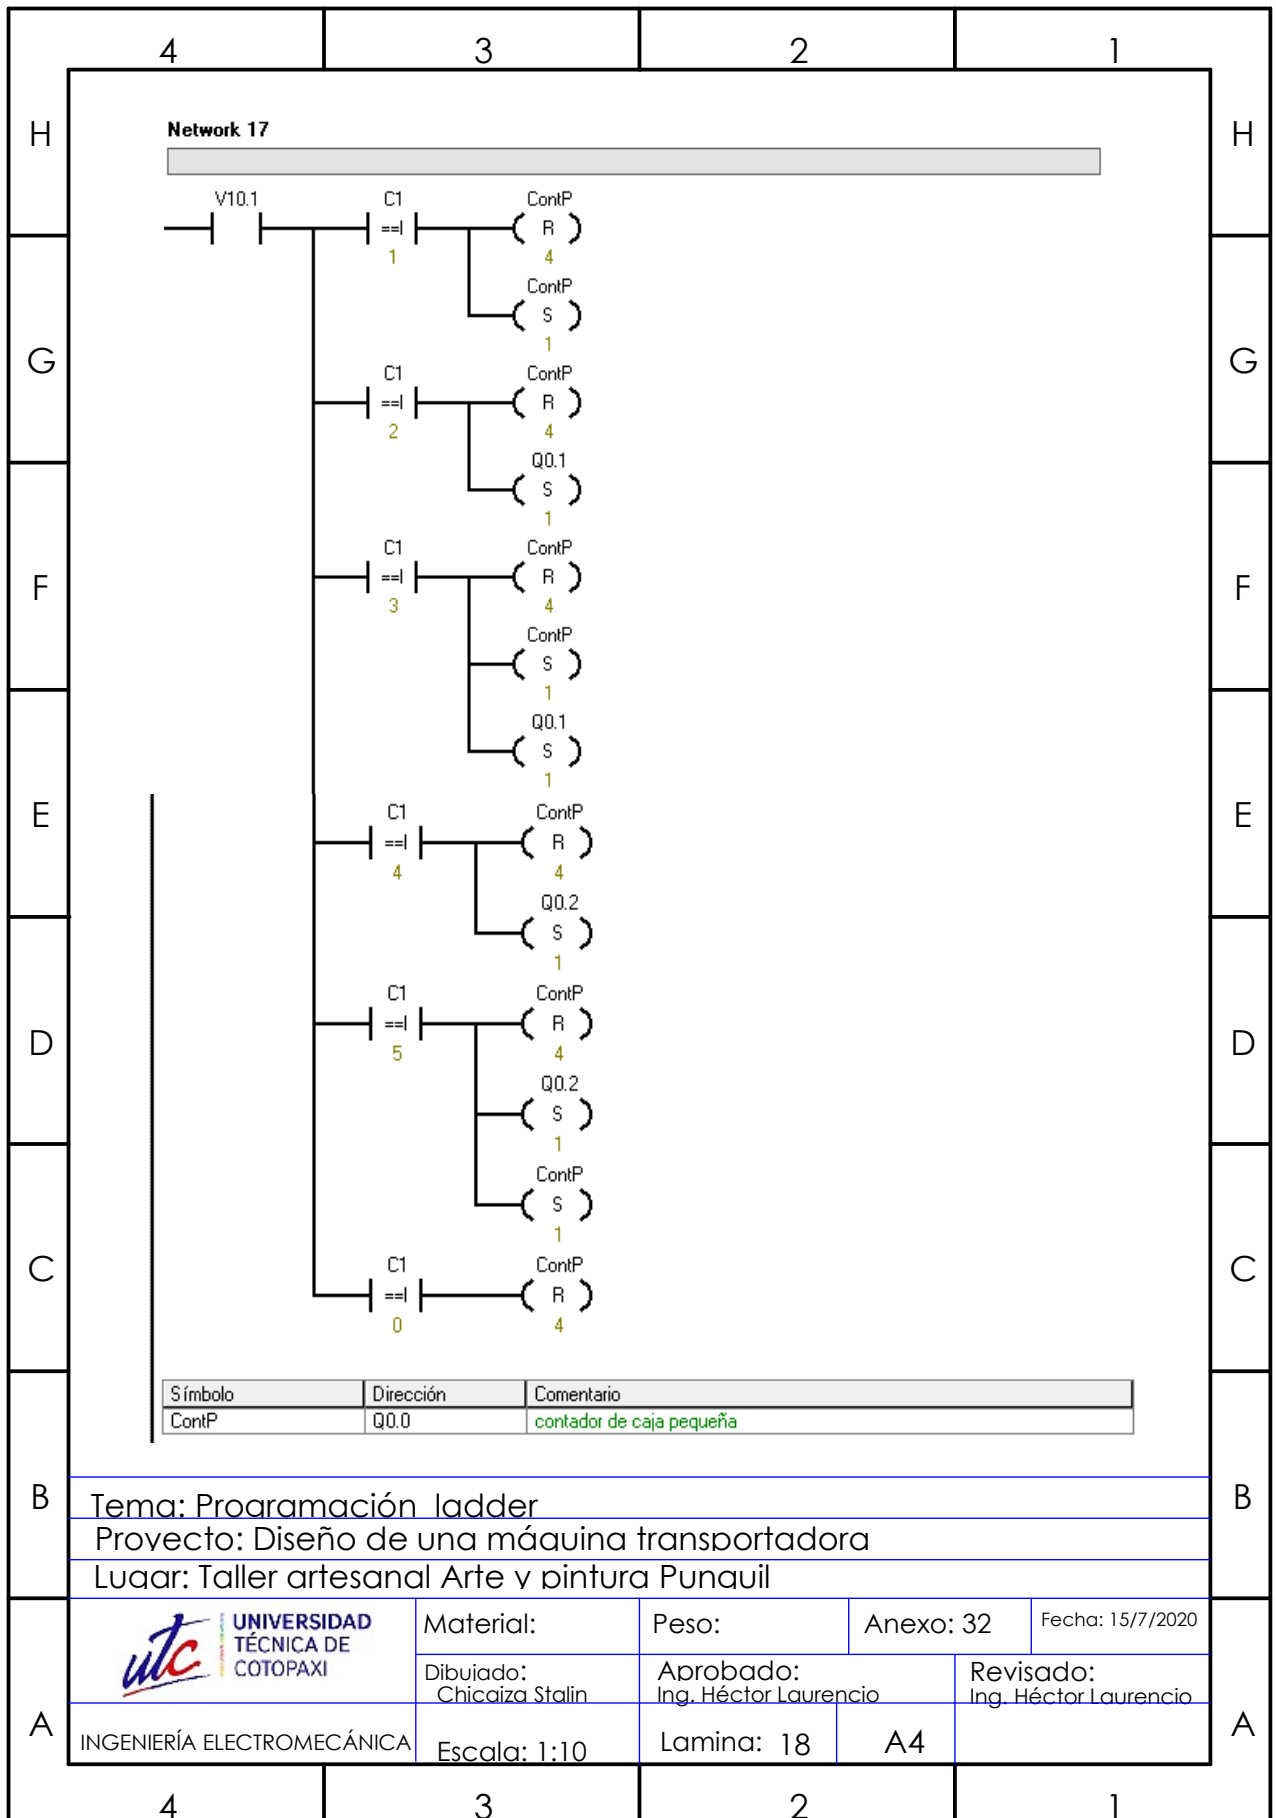 4 3 2 1
H H
Network 17
V10.1 C1 ContP
==I R
1 4
ContP
S
1
G G
C1 ContP
==I R
2 4
Q0.1
S
1
C1 ContP
F ==I R F
3 4
ContP
S
1
Q0.1
S
1
E C1 ContP E
==I R
4 4
Q0.2
S
1
C1 ContP
D ==I R D
5 4
Q0.2
S
1
ContP
S
1
C C1 ContP C
==I R
0 4
Símbolo Dirección Comentario
ContP Q0.0 contador de caja pequeña
B B
Tema: Programación ladder
Proyecto: Diseño de una máquina transportadora
Lugar: Taller artesanal Arte y pintura Punguil
utc UNIVERSIDAD
TÉCNICA DE
COTOPAXI
Material: Peso: Anexo: 32 Fecha: 15/7/2020
Dibujado: Aprobado: Revisado:
Chicaiza Stalin Ing. Héctor Laurencio Ing. Héctor Laurencio
A A
INGENIERÍA ELECTROMECÁNICA Escala: 1:10 Lamina: 18 A4
4 3 2 1